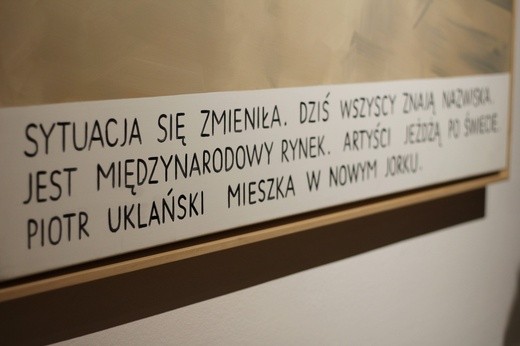 SYTUACJA SIĘ ZMIENIŁA. DZIŚ WSZYSCY ZNAJĄ NAZWISKA.
JEST MIĘDZYNARODOWY RYNEK. ARTYŚCI JEŻDŻĄ PO ŚWIECIE.
PIOTR UKLAŃSKI MIESZKA W NOWYM JORKU.